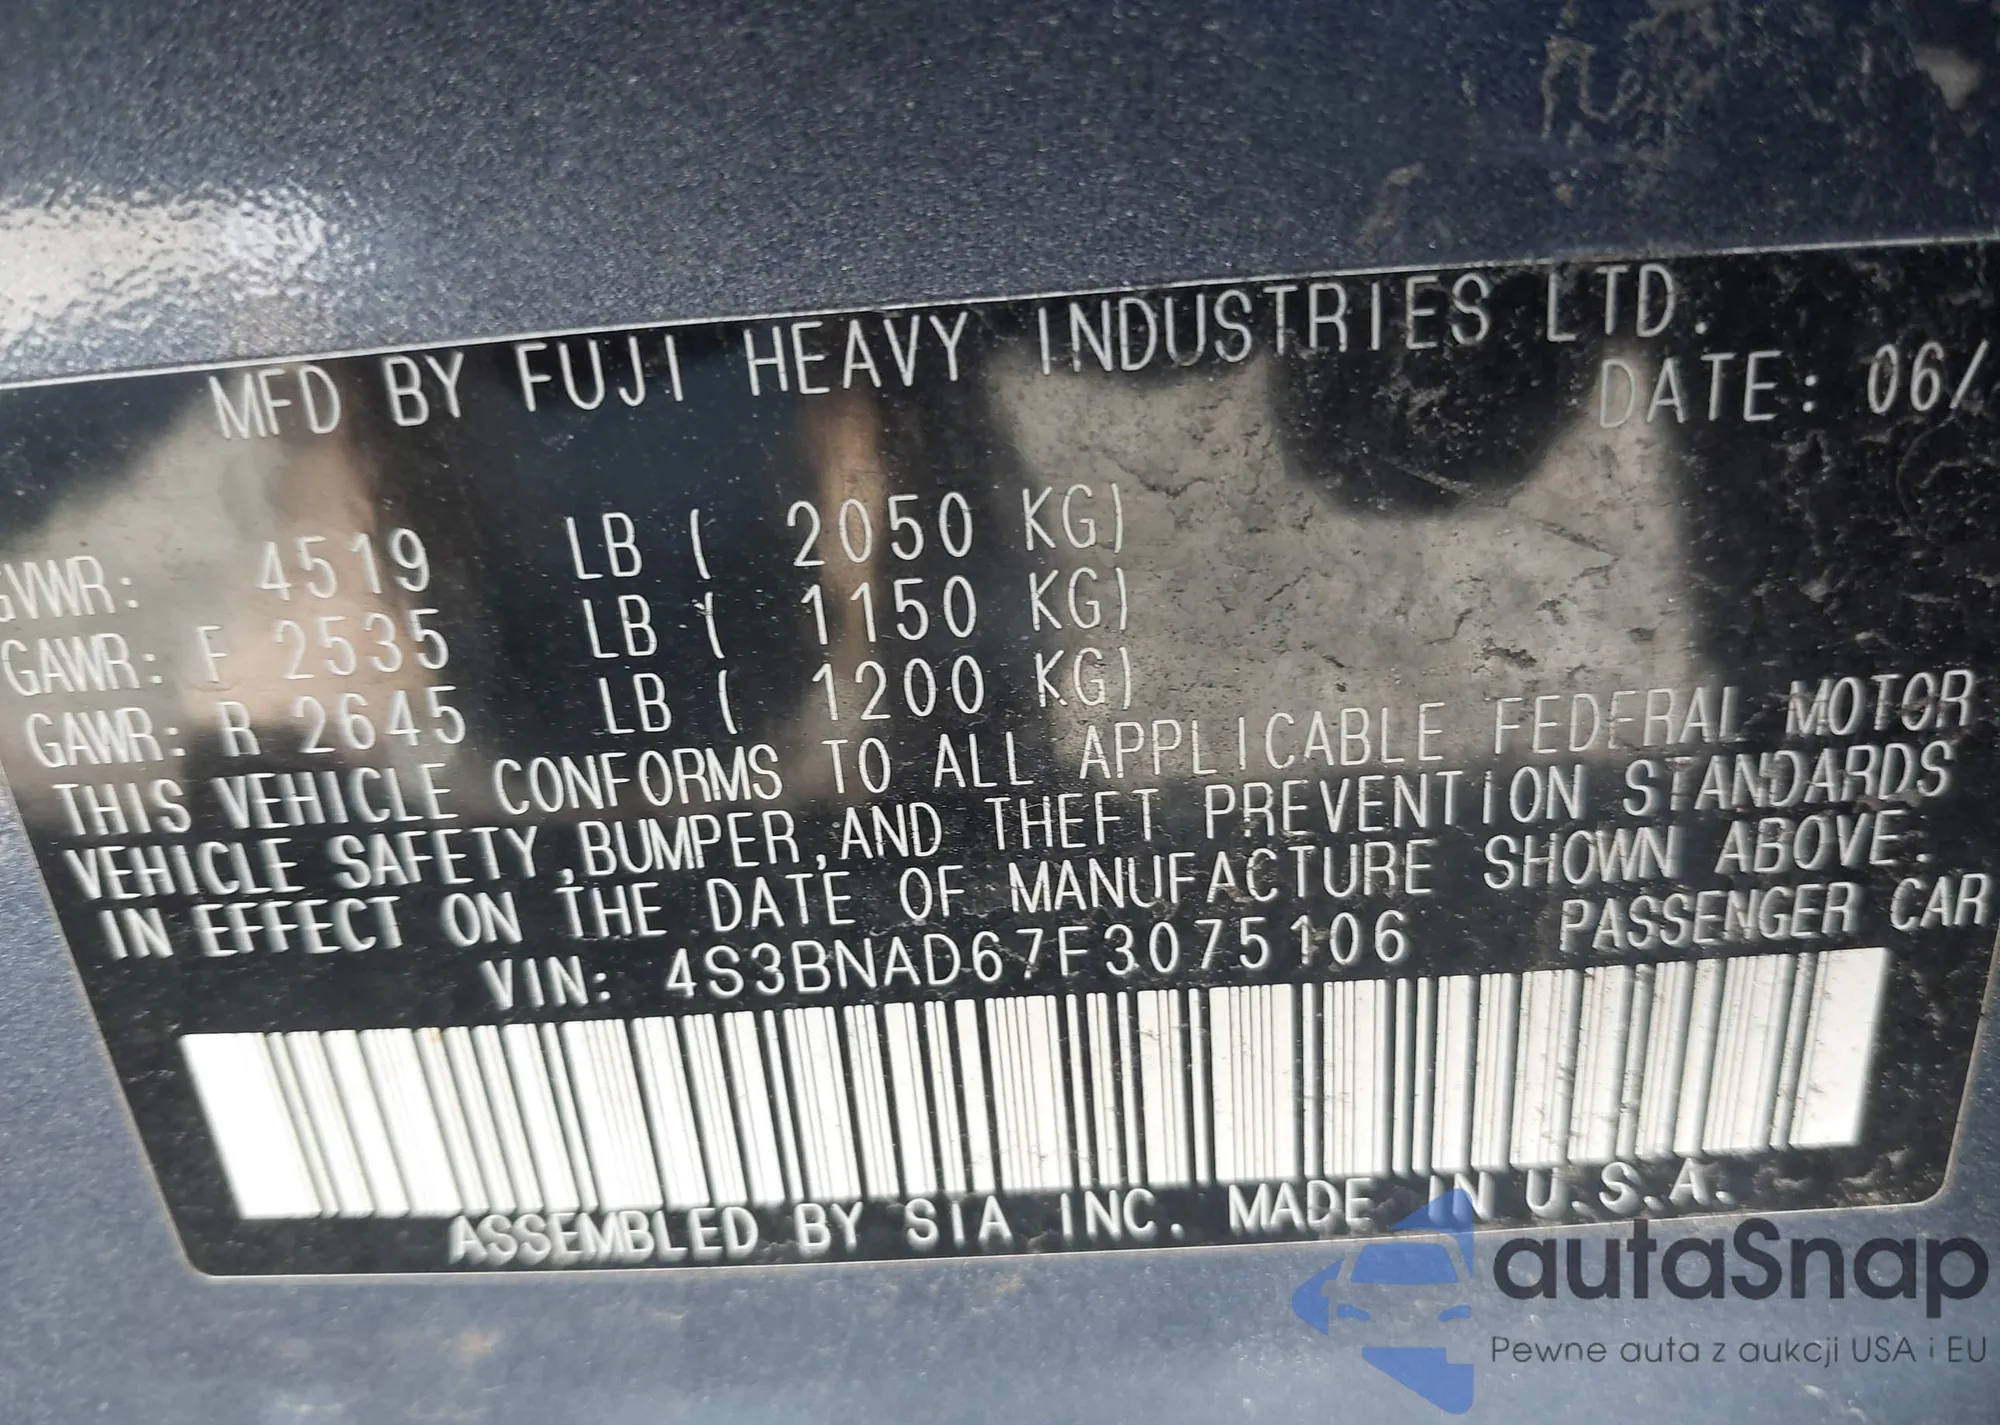 MFD BY FUJI HEAVY INDUSTRIES LTD.
DATE: 06/
GVWR: 4519 LB ( 2050 KG)
GAWR: F 2535 LB ( 1150 KG)
GAWR: R 2645 LB ( 1200 KG)
THIS VEHICLE CONFORMS TO ALL APPLICABLE FEDERAL MOTOR
VEHICLE SAFETY,BUMPER,AND THEFT PREVENTION STANDARDS
IN EFFECT ON THE DATE OF MANUFACTURE SHOWN ABOVE.
VIN: 4S3BNAD67F3075106 PASSENGER CAR
ASSEMBLED BY SIA INC. MADE IN U.S.A.
autaSnap
Pewne auta z aukcji USA i EU